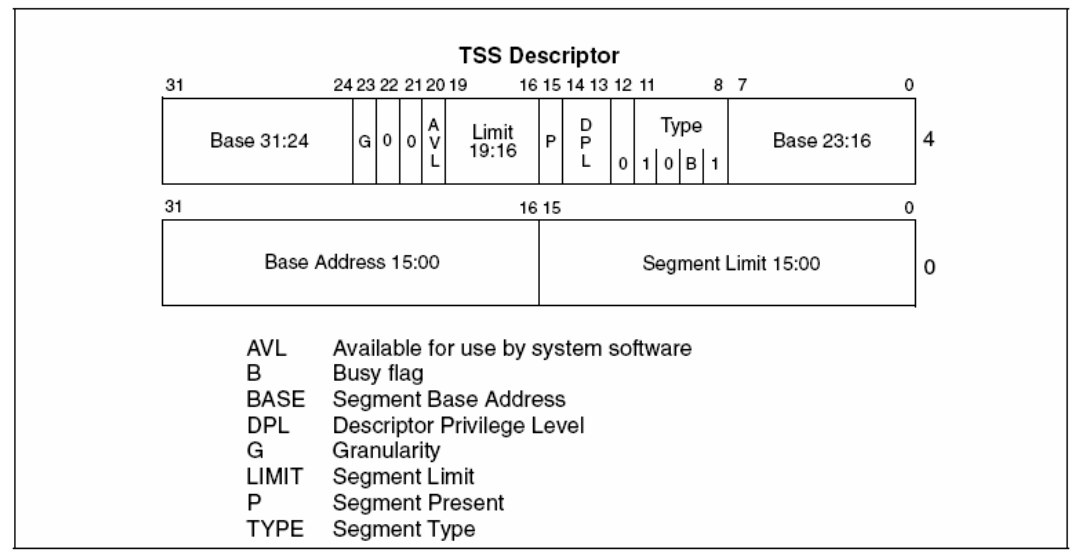 TSS Descriptor
31 24 23 22 21 20 19 16 15 14 13 12 11 8 7 0
Base 31:24 G 0 0 AVL Limit 19:16 P DPL 0 Type 1 0 B 1 Base 23:16 4
31 16 15 0
Base Address 15:00 Segment Limit 15:00 0
AVL Available for use by system software
B Busy flag
BASE Segment Base Address
DPL Descriptor Privilege Level
G Granularity
LIMIT Segment Limit
P Segment Present
TYPE Segment Type